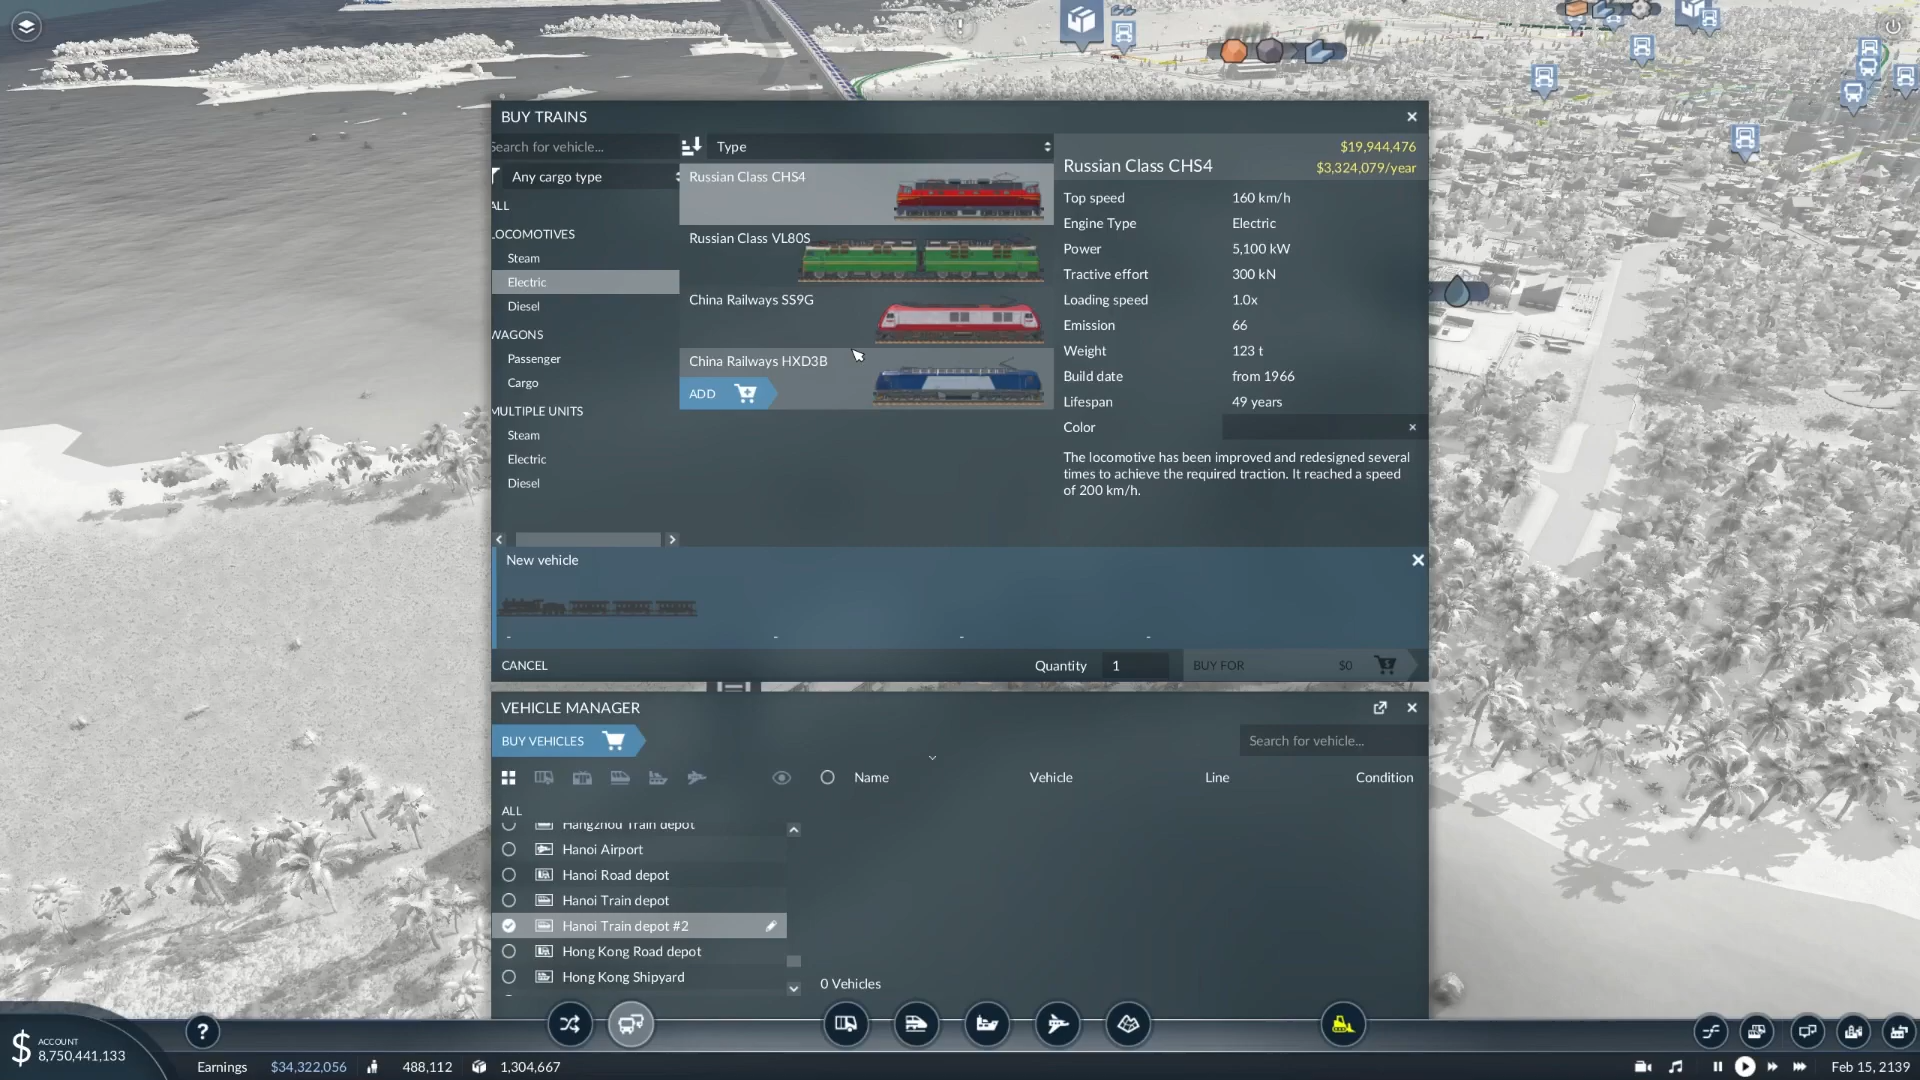 BUY TRAINS
Search for vehicle...
Type
Any cargo type
ALL
LOCOMOTIVES
Steam
Electric
Diesel
WAGONS
Passenger
Cargo
MULTIPLE UNITS
Steam
Electric
Diesel
Russian Class CHS4
Russian Class VL80S
China Railways SS9G
China Railways HXD3B
ADD
$19,944,476
Russian Class CHS4
$3,324,079/year
Top speed 160 km/h
Engine Type Electric
Power 5,100 kW
Tractive effort 300 kN
Loading speed 1.0x
Emission 66
Weight 123 t
Build date from 1966
Lifespan 49 years
Color
The locomotive has been improved and redesigned several
times to achieve the required traction. It reached a speed
of 200 km/h.
New vehicle
- - - -
CANCEL
Quantity 1
BUY FOR $0
VEHICLE MANAGER
BUY VEHICLES
Search for vehicle...
Name Vehicle Line Condition
ALL
Hangzhou Train depot
Hanoi Airport
Hanoi Road depot
Hanoi Train depot
Hanoi Train depot #2
Hong Kong Road depot
Hong Kong Shipyard
0 Vehicles
$ ACCOUNT
8,750,441,133
?
Earnings $34,322,056 488,112 1,304,667
Feb 15, 2139